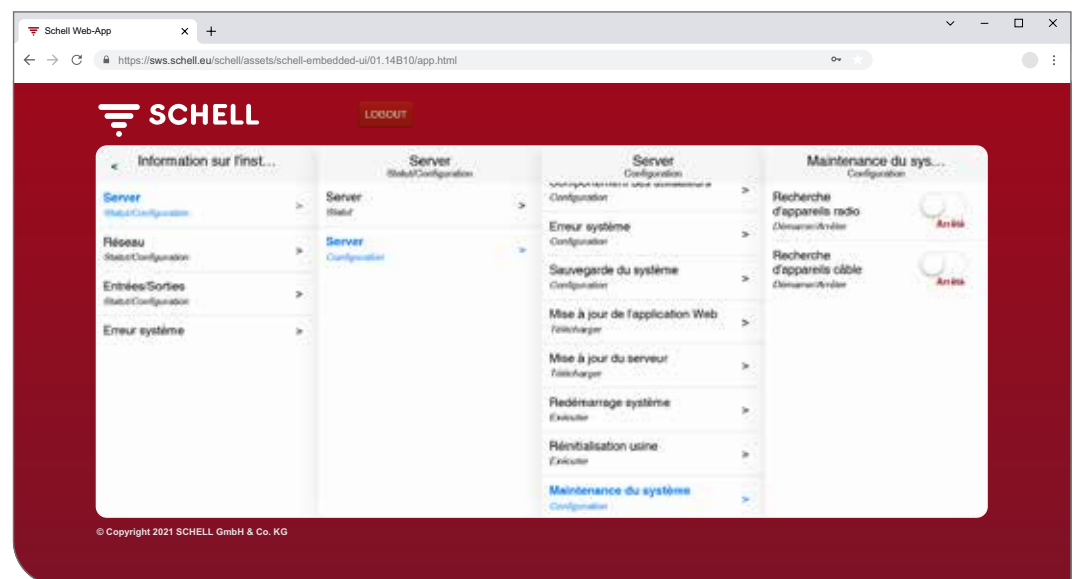 Schell Web-App
https://sws.schell.eu/schell/assets/schell-embedded-ui/01.14B10/app.html
SCHELL
LOGOUT
< Information sur l'inst...
Server
Statut/Configuration
>
Réseau
Statut/Configuration
>
Entrées/Sorties
Statut/Configuration
>
Erreur système
>
Server
Statut/Configuration
Server
Statut
>
Server
Configuration
>
Server
Configuration
Comportement des utilisateurs
Configuration
>
Erreur système
Configuration
>
Sauvegarde du système
Configuration
>
Mise à jour de l'application Web
Télécharger
>
Mise à jour du serveur
Télécharger
>
Redémarrage système
Exécuter
>
Réinitialisation usine
Exécuter
>
Maintenance du système
Configuration
>
Maintenance du sys...
Configuration
Recherche
d'appareils radio
Démarrer/Arrêter
Arrêté
Recherche
d'appareils câble
Démarrer/Arrêter
Arrêté
© Copyright 2021 SCHELL GmbH & Co. KG